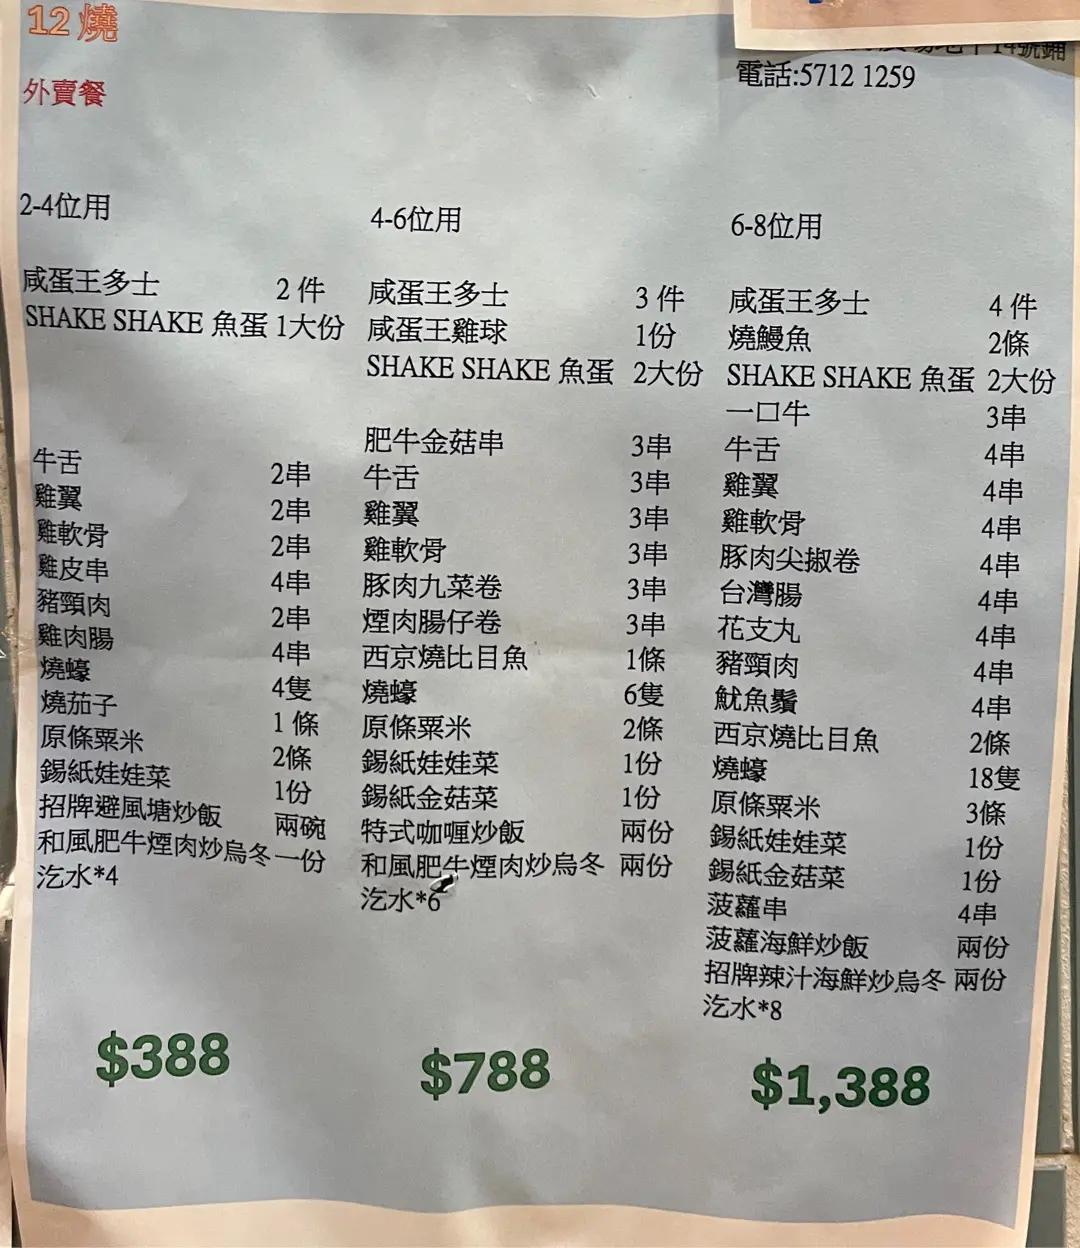 12 燒
外賣餐
14號鋪
電話:5712 1259
2-4位用
咸蛋王多士 2 件
SHAKE SHAKE 魚蛋 1大份
牛舌 2串
雞翼 2串
雞軟骨 2串
雞皮串 4串
豬頸肉 2串
雞肉腸 4串
燒蠔 4隻
燒茄子 1 條
原條粟米 2條
錫紙娃娃菜 1份
招牌避風塘炒飯 兩碗
和風肥牛煙肉炒烏冬 一份
汔水*4
$388
4-6位用
咸蛋王多士 3 件
咸蛋王雞球 1份
SHAKE SHAKE 魚蛋 2大份
肥牛金菇串 3串
牛舌 3串
雞翼 3串
雞軟骨 3串
豚肉九菜卷 3串
煙肉腸仔卷 3串
西京燒比目魚 1條
燒蠔 6隻
原條粟米 2條
錫紙娃娃菜 1份
錫紙金菇菜 1份
特式咖喱炒飯 兩份
和風肥牛煙肉炒烏冬 兩份
汔水*6
$788
6-8位用
咸蛋王多士 4 件
燒鰻魚 2條
SHAKE SHAKE 魚蛋 2大份
一口牛 3串
牛舌 4串
雞翼 4串
雞軟骨 4串
豚肉尖椒卷 4串
台灣腸 4串
花支丸 4串
豬頸肉 4串
魷魚鬚 4串
西京燒比目魚 2條
燒蠔 18隻
原條粟米 3條
錫紙娃娃菜 1份
錫紙金菇菜 1份
菠蘿串 4串
菠蘿海鮮炒飯 兩份
招牌辣汁海鮮炒烏冬 兩份
汔水*8
$1,388